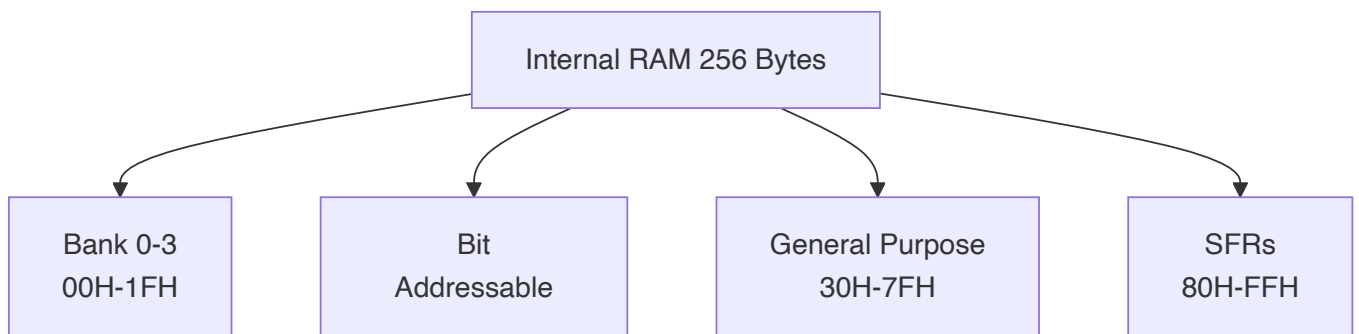 Internal RAM 256 Bytes
Bank 0-3
00H-1FH
Bit
Addressable
General Purpose
30H-7FH
SFRs
80H-FFH